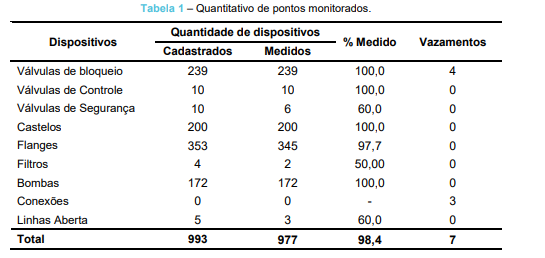 Tabela 1 – Quantitativo de pontos monitorados.
Dispositivos Quantidade de dispositivos % Medido Vazamentos
Cadastrados Medidos
Válvulas de bloqueio 239 239 100,0 4
Válvulas de Controle 10 10 100,0 0
Válvulas de Segurança 10 6 60,0 0
Castelos 200 200 100,0 0
Flanges 353 345 97,7 0
Filtros 4 2 50,00 0
Bombas 172 172 100,0 0
Conexões 0 0 - 3
Linhas Aberta 5 3 60,0 0
Total 993 977 98,4 7